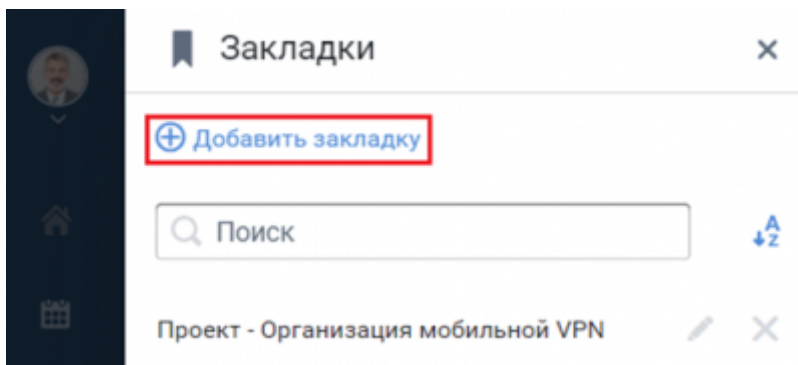 Закладки
Добавить закладку
Поиск
Проект - Организация мобильной VPN